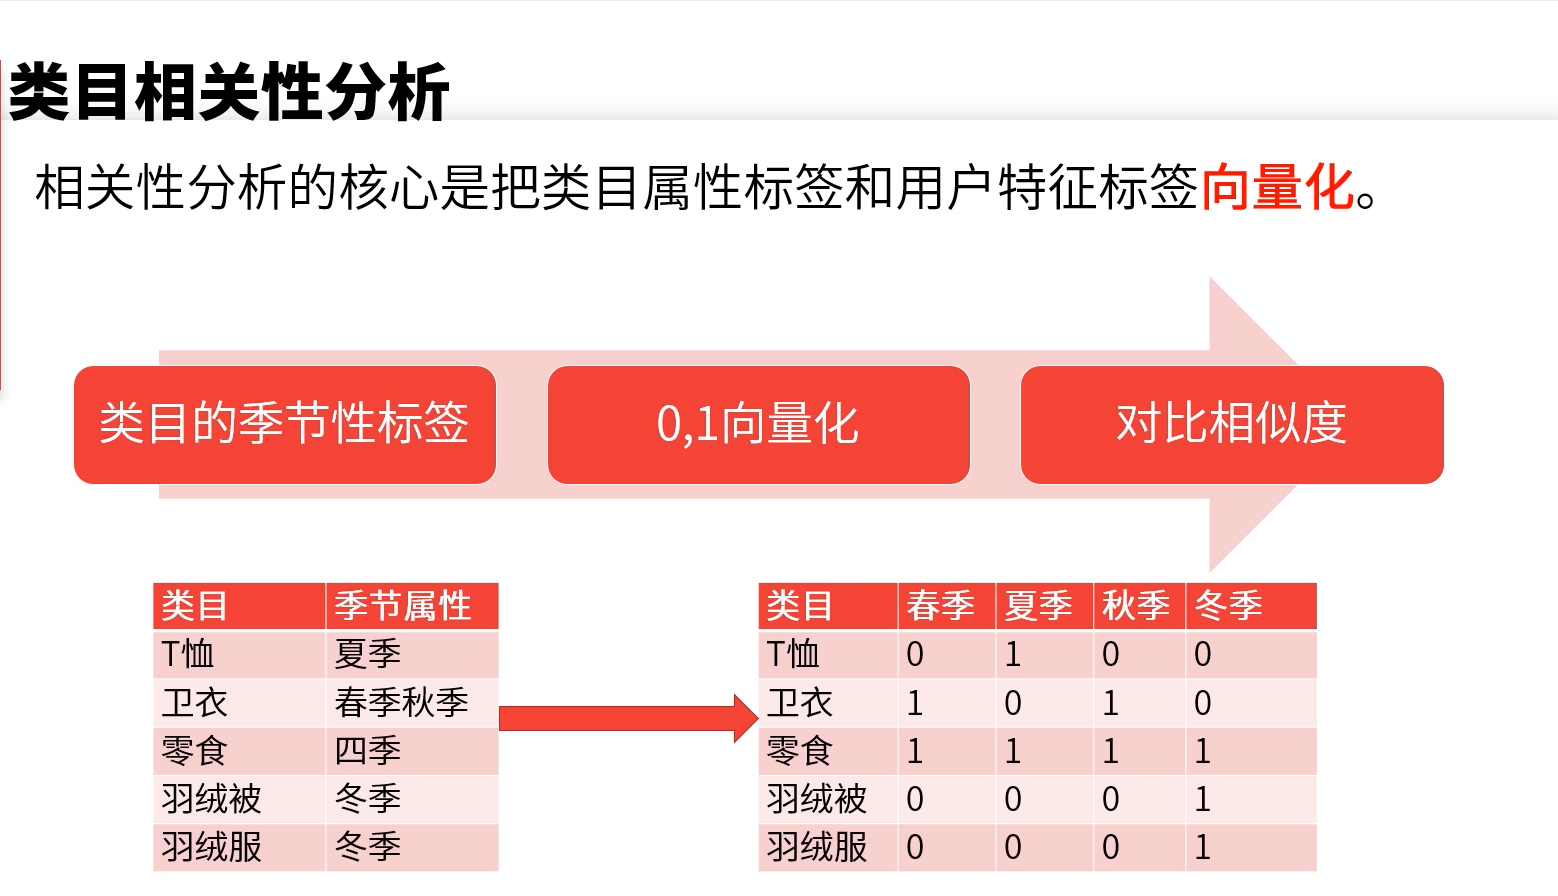 类目相关性分析
相关性分析的核心是把类目属性标签和用户特征标签向量化。
类目的季节性标签
0,1向量化
对比相似度
类目 季节属性
T恤 夏季
卫衣 春季秋季
零食 四季
羽绒被 冬季
羽绒服 冬季
类目 春季 夏季 秋季 冬季
T恤 0 1 0 0
卫衣 1 0 1 0
零食 1 1 1 1
羽绒被 0 0 0 1
羽绒服 0 0 0 1